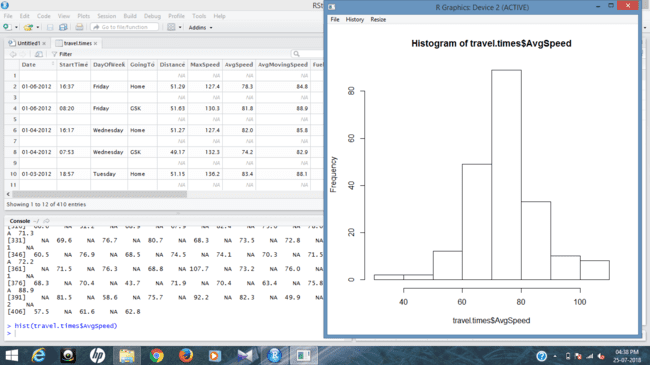 RSt
R Graphics: Device 2 (ACTIVE)
File Edit Code View Plots Session Build Debug Profile Tools Help
File History Resize
Go to file/function Addins
Untitled1 travel.times
Filter
Date StartTime DayOfWeek GoingTo Distance MaxSpeed AvgSpeed AvgMovingSpeed Fuel
1 NA NA NA NA
2 01-06-2012 16:37 Friday Home 51.29 127.4 78.3 84.8
3 NA NA NA NA
4 01-06-2012 08:20 Friday GSK 51.63 130.3 81.8 88.9
5 NA NA NA NA
6 01-04-2012 16:17 Wednesday Home 51.27 127.4 82.0 85.8
7 NA NA NA NA
8 01-04-2012 07:53 Wednesday GSK 49.17 132.3 74.2 82.9
9 NA NA NA NA
10 01-03-2012 18:57 Tuesday Home 51.15 136.2 83.4 88.1
11 NA NA NA NA
Showing 1 to 12 of 410 entries
Console
A 71.3
[331] NA 69.6 NA 76.7 NA 80.7 NA 68.3 NA 73.5 NA 72.8 NA
1 NA
[346] 60.5 NA 76.9 NA 68.5 NA 74.5 NA 74.1 NA 70.3 NA 71.5
A 72.2
[361] NA 71.5 NA 76.3 NA 68.8 NA 107.7 NA 73.2 NA 76.0 NA
1 NA
[376] 68.3 NA 70.4 NA 43.7 NA 71.9 NA 70.4 NA 63.4 NA 75.8
A 88.9
[391] NA 81.5 NA 58.6 NA 75.7 NA 92.2 NA 82.3 NA 49.9 NA
2 NA
[406] 57.5 NA 61.6 NA 62.8
> hist(travel.times$AvgSpeed)
>
Histogram of travel.times$AvgSpeed
Frequency
0 20 40 60 80
40 60 80 100
travel.times$AvgSpeed
04:38 PM
25-07-2018